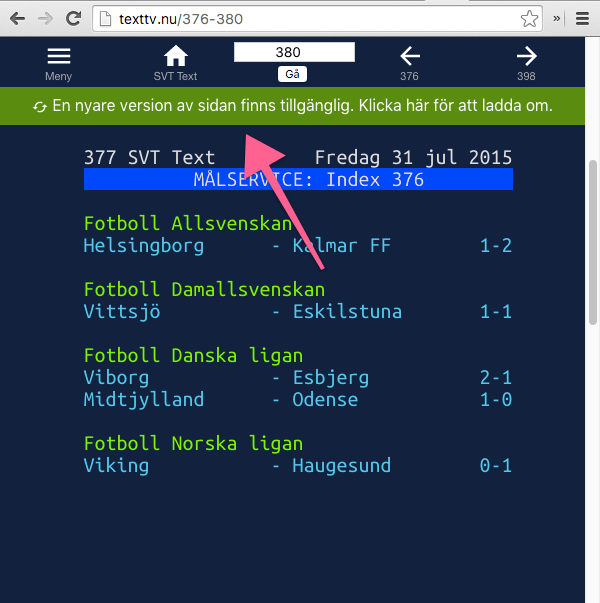 texttv.nu/376-380
»
380
Meny
SVT Text
Gå
376
398
En nyare version av sidan finns tillgänglig. Klicka här för att ladda om.
377 SVT Text Fredag 31 jul 2015
MÅLSERVICE: Index 376
Fotboll Allsvenskan
Helsingborg - Kalmar FF 1-2
Fotboll Damallsvenskan
Vittsjö - Eskilstuna 1-1
Fotboll Danska ligan
Viborg - Esbjerg 2-1
Midtjylland - Odense 1-0
Fotboll Norska ligan
Viking - Haugesund 0-1